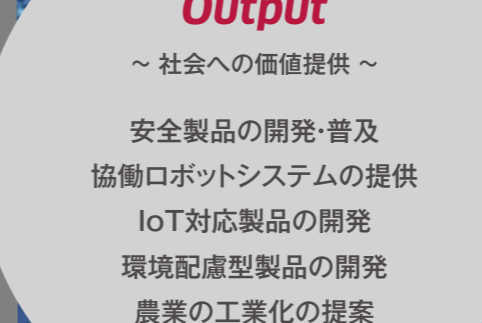 Output
～ 社会への価値提供 ～
安全製品の開発・普及
協働ロボットシステムの提供
IoT対応製品の開発
環境配慮型製品の開発
農業の工業化の提案